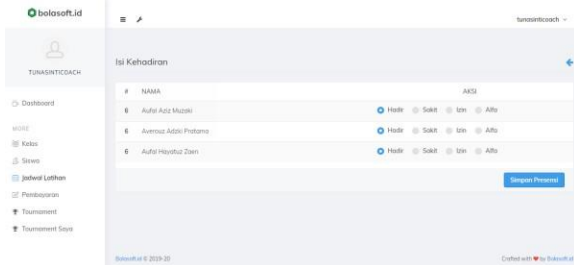 bolasoft.id
tunasinticoach
TUNASINTICOACH
Dashboard
MORE
Kelas
Siswa
Jadwal Latihan
Pembayaran
Tournament
Tournament Saya
Isi Kehadiran
# NAMA AKSI
6 Aufal Aziz Muzaki Hadir Sakit Izin Alfa
6 Averouz Adzki Pratama Hadir Sakit Izin Alfa
6 Aufal Hayatuz Zaen Hadir Sakit Izin Alfa
Simpan Presensi
Bolasoft.id © 2019-20
Crafted with ❤ by Bolasoft.id